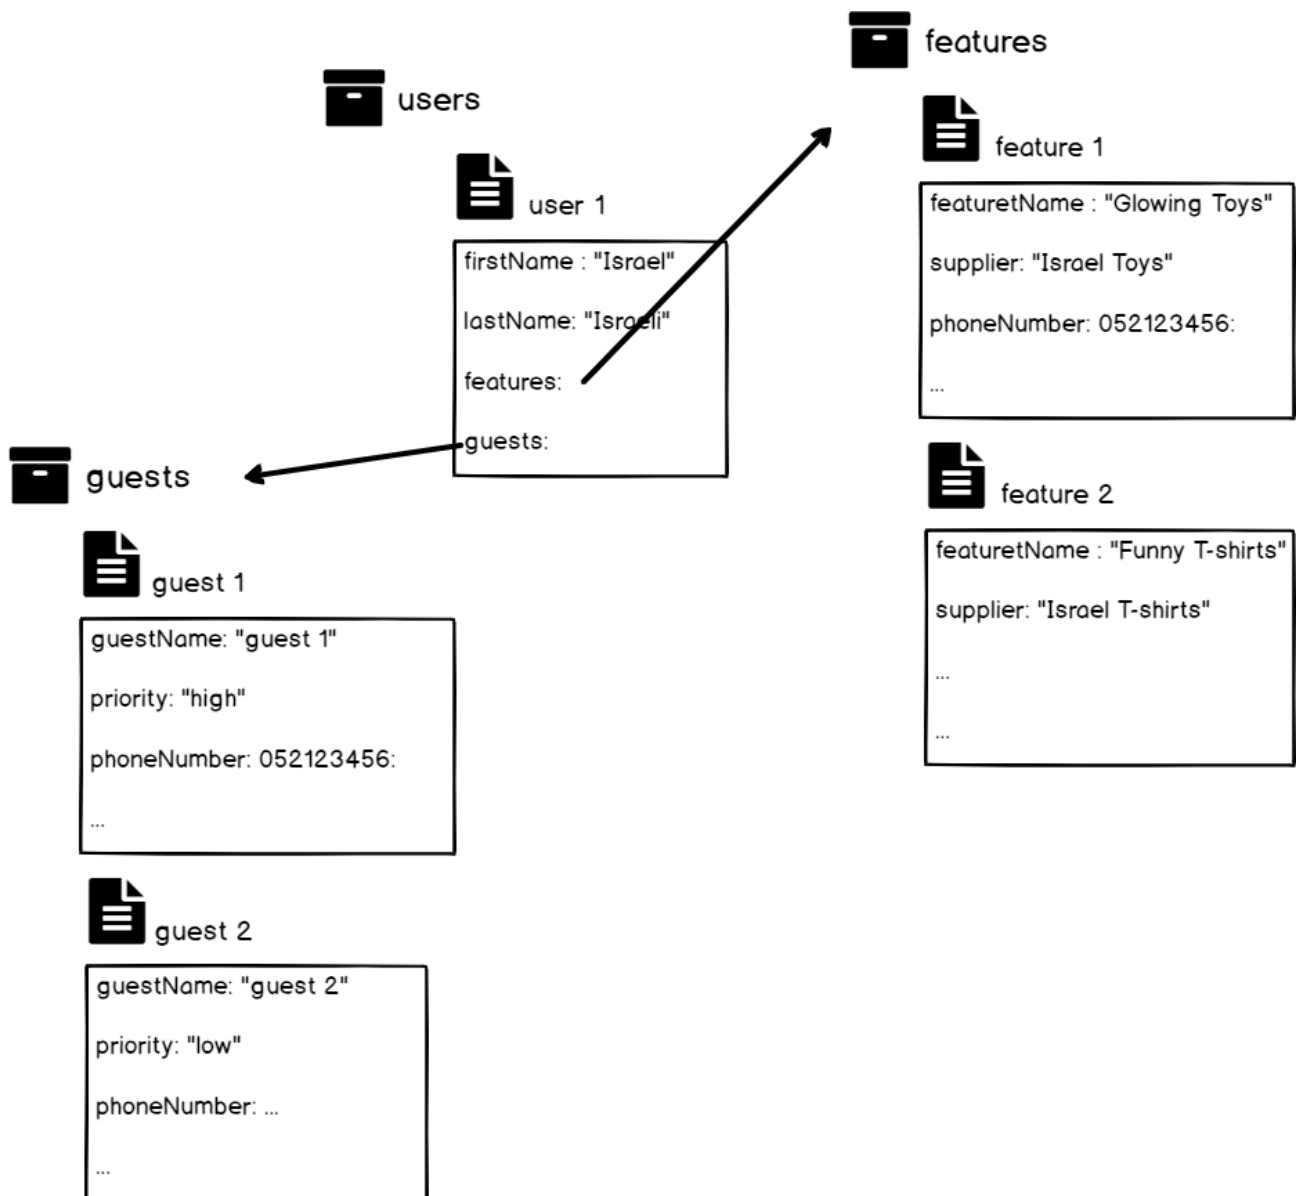 features
users
feature 1
featuretName : "Glowing Toys"
supplier: "Israel Toys"
phoneNumber: 052123456:
...
user 1
firstName : "Israel"
lastName: "Israeli"
features:
guests:
feature 2
featuretName : "Funny T-shirts"
supplier: "Israel T-shirts"
...
...
guests
guest 1
guestName: "guest 1"
priority: "high"
phoneNumber: 052123456:
...
guest 2
guestName: "guest 2"
priority: "low"
phoneNumber: ...
...